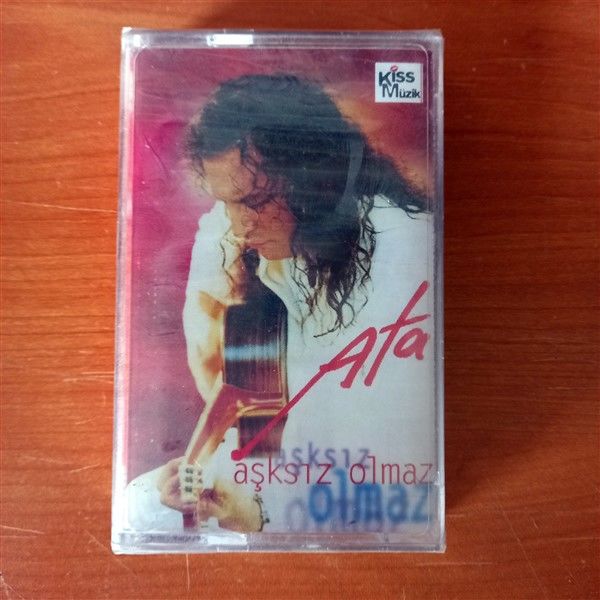 Kiss
Müzik
Ata
aşksız
aşksız olmaz
olmaz